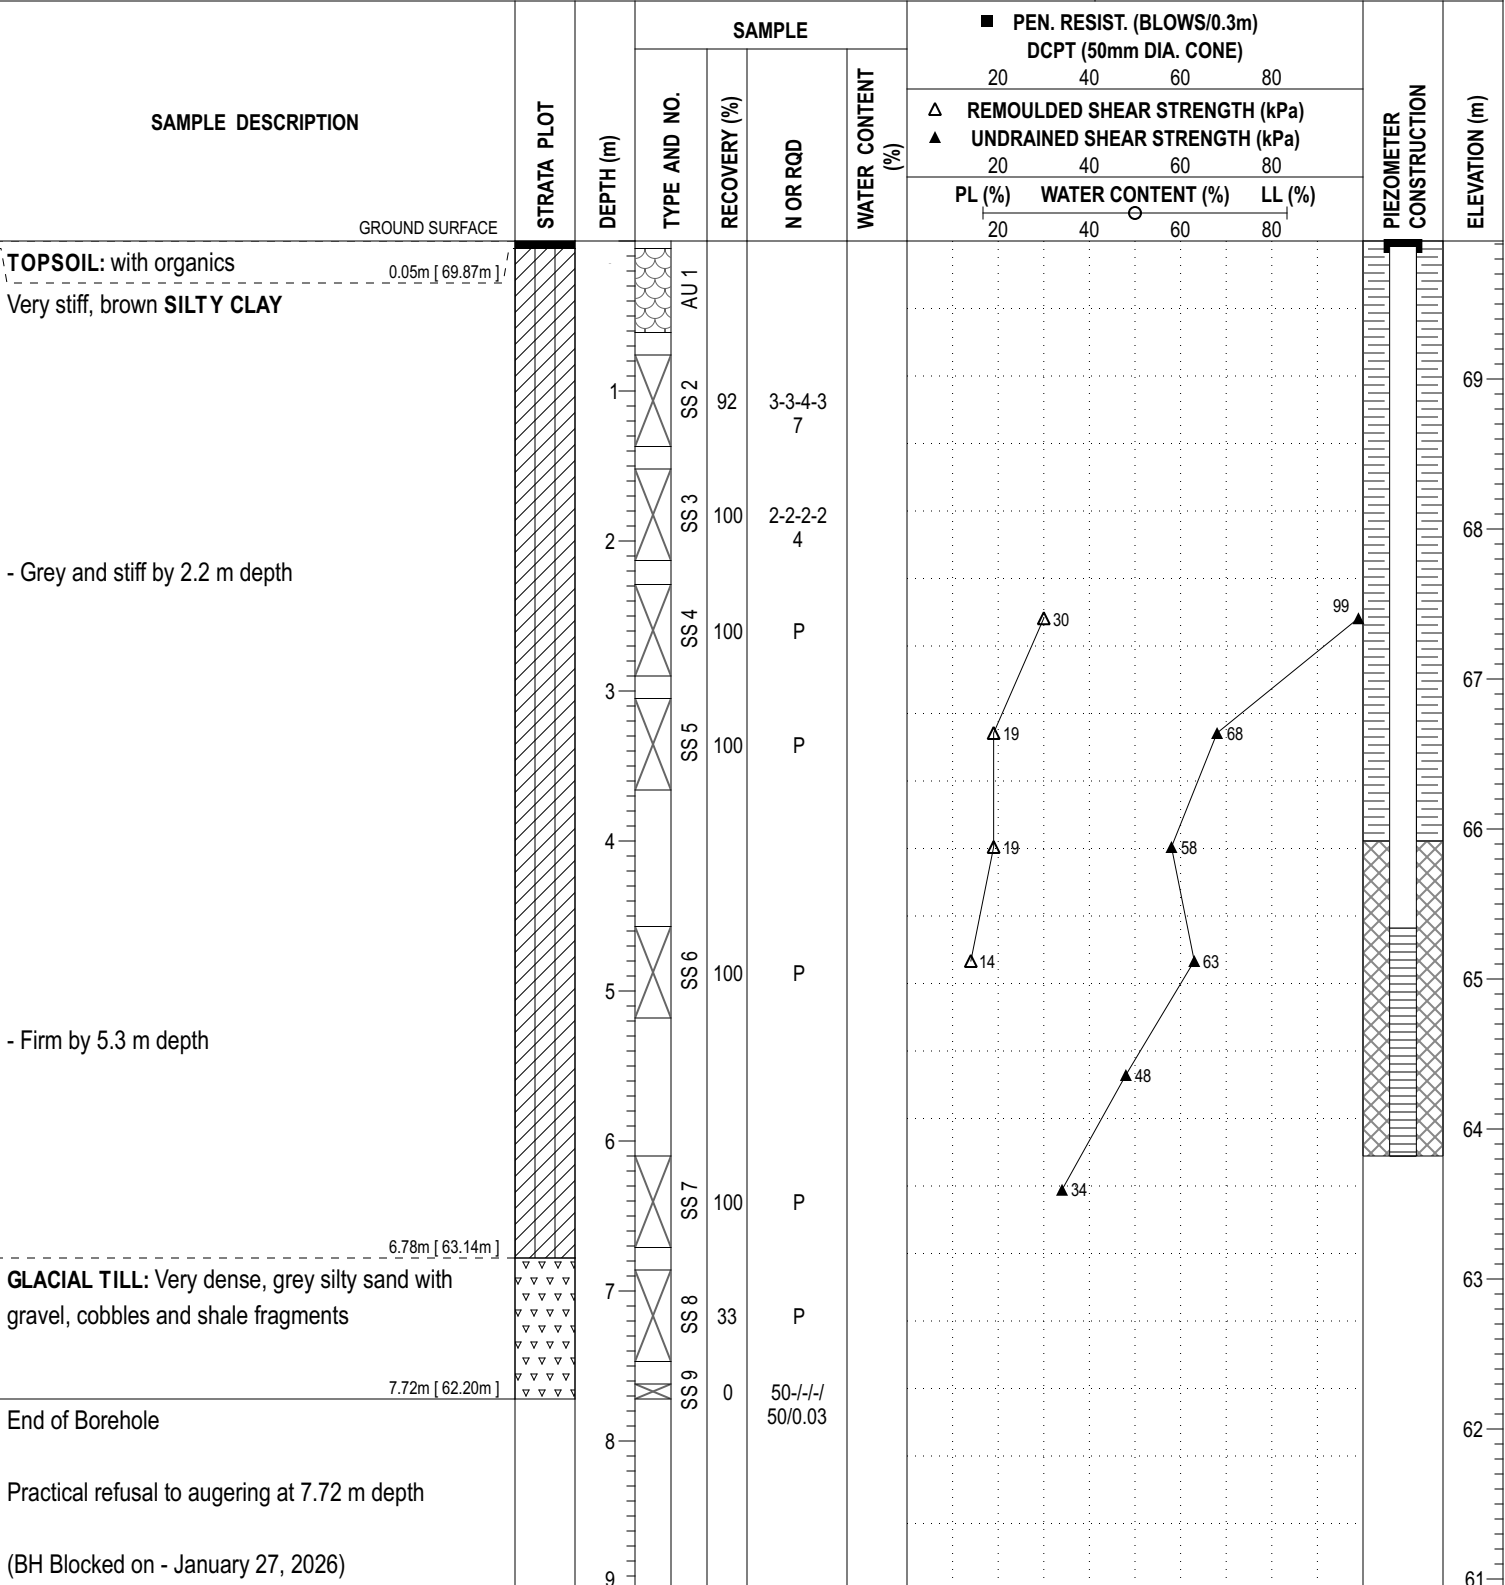 SAMPLE DESCRIPTION
GROUND SURFACE
STRATA PLOT
DEPTH (m)
SAMPLE
TYPE AND NO.
RECOVERY (%)
N OR RQD
WATER CONTENT
(%)
■ PEN. RESIST. (BLOWS/0.3m)
DCPT (50mm DIA. CONE)
20 40 60 80
△ REMOULDED SHEAR STRENGTH (kPa)
▲ UNDRAINED SHEAR STRENGTH (kPa)
20 40 60 80
PL (%) WATER CONTENT (%) LL (%)
20 40 60 80
PIEZOMETER
CONSTRUCTION
ELEVATION (m)
TOPSOIL: with organics
0.05m [ 69.87m ]
Very stiff, brown SILTY CLAY
AU 1
1
SS 2 92 3-3-4-3
7
69
SS 3 100 2-2-2-2
4
2
68
- Grey and stiff by 2.2 m depth
SS 4 100 P
30
99
3
67
SS 5 100 P
19
68
4
66
19
58
SS 6 100 P
14
63
5
65
- Firm by 5.3 m depth
48
6
64
SS 7 100 P
34
6.78m [ 63.14m ]
GLACIAL TILL: Very dense, grey silty sand with
gravel, cobbles and shale fragments
7
63
SS 8 33 P
7.72m [ 62.20m ]
SS 9 0 50-/-/-/
50/0.03
End of Borehole
8
62
Practical refusal to augering at 7.72 m depth
(BH Blocked on - January 27, 2026)
9
61